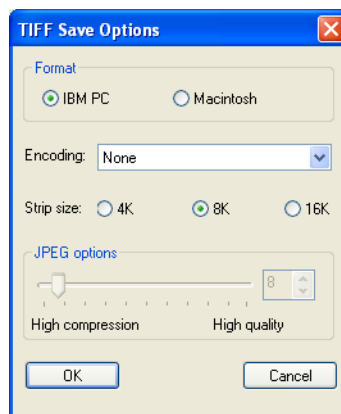 TIFF Save Options
Format
IBM PC Macintosh
Encoding: None
Strip size: 4K 8K 16K
JPEG options
8
High compression High quality
OK Cancel